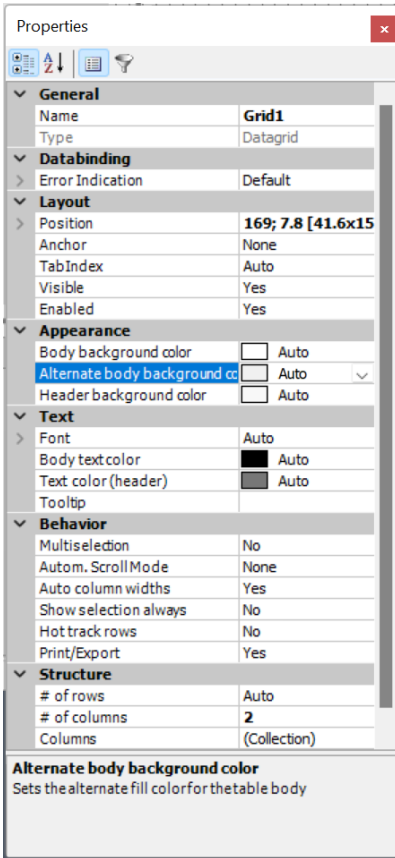 Properties
General
Name Grid1
Type Datagrid
Databinding
Error Indication Default
Layout
Position 169; 7.8 [41.6x15
Anchor None
TabIndex Auto
Visible Yes
Enabled Yes
Appearance
Body background color Auto
Alternate body background co Auto
Header background color Auto
Text
Font Auto
Body text color Auto
Text color (header) Auto
Tooltip
Behavior
Multiselection No
Autom. Scroll Mode None
Auto column widths Yes
Show selection always No
Hot track rows No
Print/Export Yes
Structure
# of rows Auto
# of columns 2
Columns (Collection)
Alternate body background color
Sets the alternate fill color for the table body